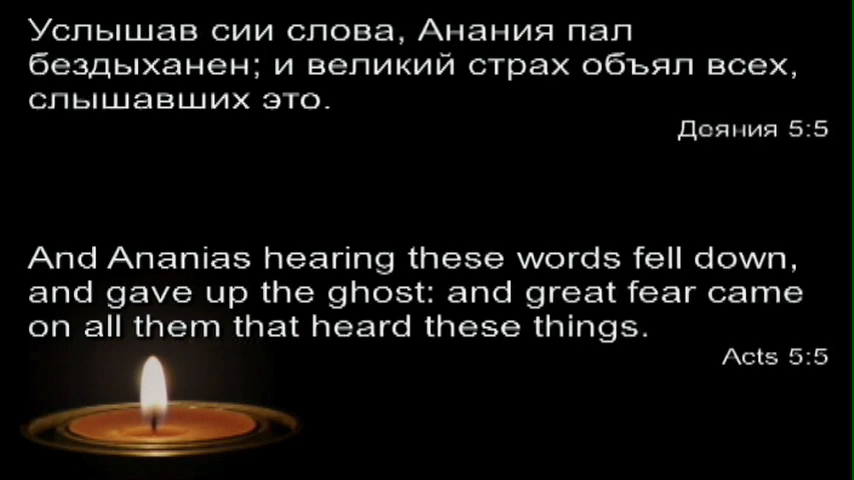 Услышав сии слова, Анания пал
бездыханен; и великий страх объял всех,
слышавших это.
Деяния 5:5
And Ananias hearing these words fell down,
and gave up the ghost: and great fear came
on all them that heard these things.
Acts 5:5